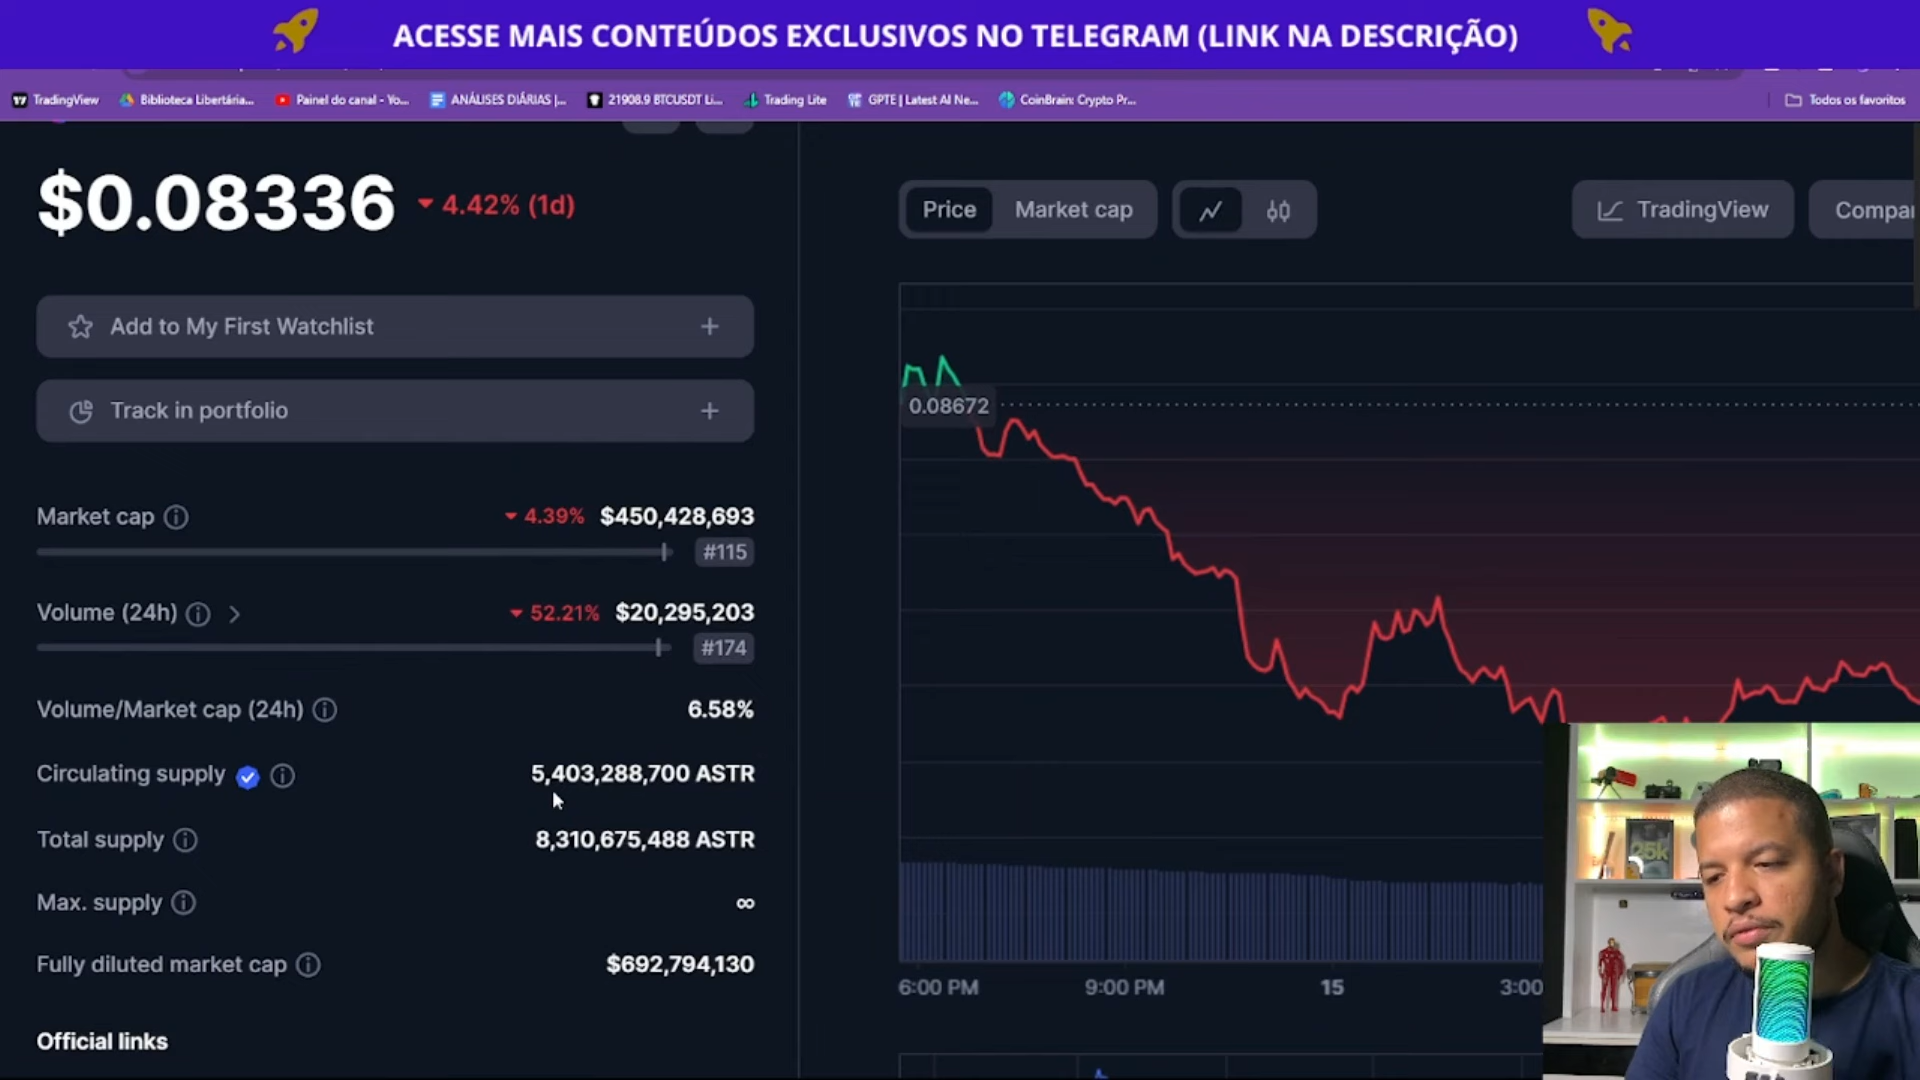 ACESSE MAIS CONTEÚDOS EXCLUSIVOS NO TELEGRAM (LINK NA DESCRIÇÃO)
TradingView
Biblioteca Libertária...
Painel do canal - Yo...
ANÁLISES DIÁRIAS |...
21908.9 BTCUSDT Li...
Trading Lite
GPTE | Latest AI Ne...
CoinBrain: Crypto Pr...
Todos os favoritos
$0.08336 4.42% (1d)
Add to My First Watchlist +
Track in portfolio +
Market cap 4.39% $450,428,693
#115
Volume (24h) > 52.21% $20,295,203
#174
Volume/Market cap (24h) 6.58%
Circulating supply 5,403,288,700 ASTR
Total supply 8,310,675,488 ASTR
Max. supply ∞
Fully diluted market cap $692,794,130
Official links
Price Market cap
TradingView
Compar
0.08672
6:00 PM 9:00 PM 15 3:00
25k